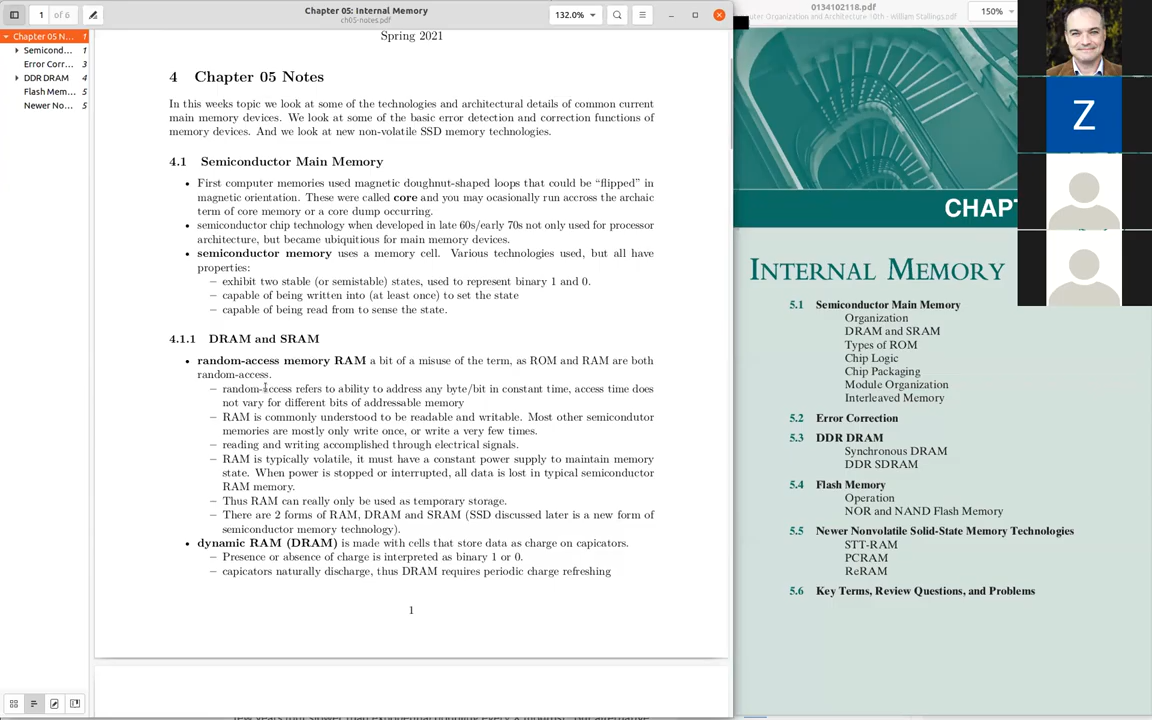 1 of 6
Chapter 05: Internal Memory
ch05-notes.pdf
132.0%
Chapter 05 N... 1
Semicond... 1
Error Corr... 3
DDR DRAM 4
Flash Mem... 5
Newer No... 5
Spring 2021
4 Chapter 05 Notes
In this weeks topic we look at some of the technologies and architectural details of common current
main memory devices. We look at some of the basic error detection and correction functions of
memory devices. And we look at new non-volatile SSD memory technologies.
4.1 Semiconductor Main Memory
• First computer memories used magnetic doughnut-shaped loops that could be “flipped” in
magnetic orientation. These were called core and you may ocasionally run accross the archaic
term of core memory or a core dump occurring.
• semiconductor chip technology when developed in late 60s/early 70s not only used for processor
architecture, but became ubiquitious for main memory devices.
• semiconductor memory uses a memory cell. Various technologies used, but all have
properties:
– exhibit two stable (or semistable) states, used to represent binary 1 and 0.
– capable of being written into (at least once) to set the state
– capable of being read from to sense the state.
4.1.1 DRAM and SRAM
• random-access memory RAM a bit of a misuse of the term, as ROM and RAM are both
random-access.
– random-access refers to ability to address any byte/bit in constant time, access time does
not vary for different bits of addressable memory
– RAM is commonly understood to be readable and writable. Most other semicondutor
memories are mostly only write once, or write a very few times.
– reading and writing accomplished through electrical signals.
– RAM is typically volatile, it must have a constant power supply to maintain memory
state. When power is stopped or interrupted, all data is lost in typical semiconductor
RAM memory.
– Thus RAM can really only be used as temporary storage.
– There are 2 forms of RAM, DRAM and SRAM (SSD discussed later is a new form of
semiconductor memory technology).
• dynamic RAM (DRAM) is made with cells that store data as charge on capicators.
– Presence or absence of charge is interpreted as binary 1 or 0.
– capicators naturally discharge, thus DRAM requires periodic charge refreshing
1
0134102118.pdf
uter Organization and Architecture 10th - William Stallings.pdf
150%
Z
CHAPT
INTERNAL MEMORY
5.1 Semiconductor Main Memory
Organization
DRAM and SRAM
Types of ROM
Chip Logic
Chip Packaging
Module Organization
Interleaved Memory
5.2 Error Correction
5.3 DDR DRAM
Synchronous DRAM
DDR SDRAM
5.4 Flash Memory
Operation
NOR and NAND Flash Memory
5.5 Newer Nonvolatile Solid-State Memory Technologies
STT-RAM
PCRAM
ReRAM
5.6 Key Terms, Review Questions, and Problems